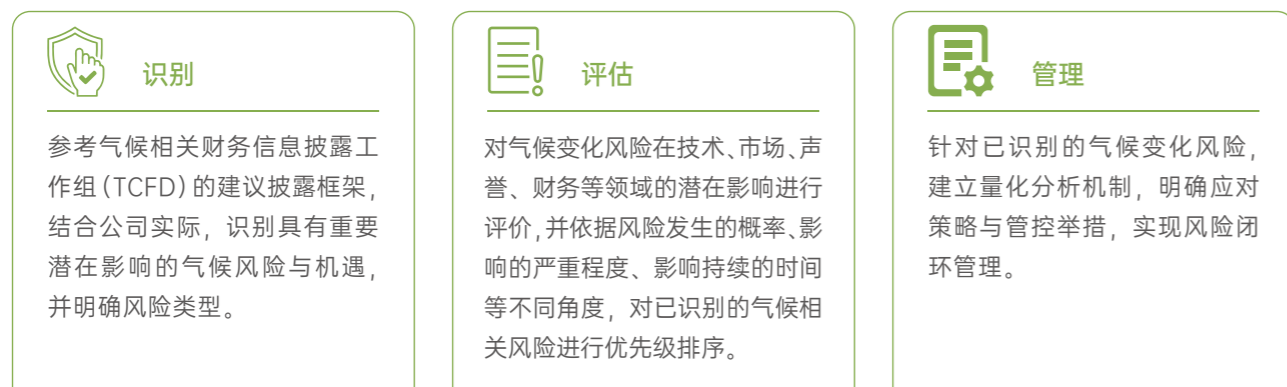 识别
参考气候相关财务信息披露工
作组(TCFD)的建议披露框架，
结合公司实际，识别具有重要
潜在影响的气候风险与机遇，
并明确风险类型。
评估
对气候变化风险在技术、市场、声
誉、财务等领域的潜在影响进行
评价，并依据风险发生的概率、影
响的严重程度、影响持续的时间
等不同角度，对已识别的气候相
关风险进行优先级排序。
管理
针对已识别的气候变化风险，
建立量化分析机制，明确应对
策略与管控举措，实现风险闭
环管理。